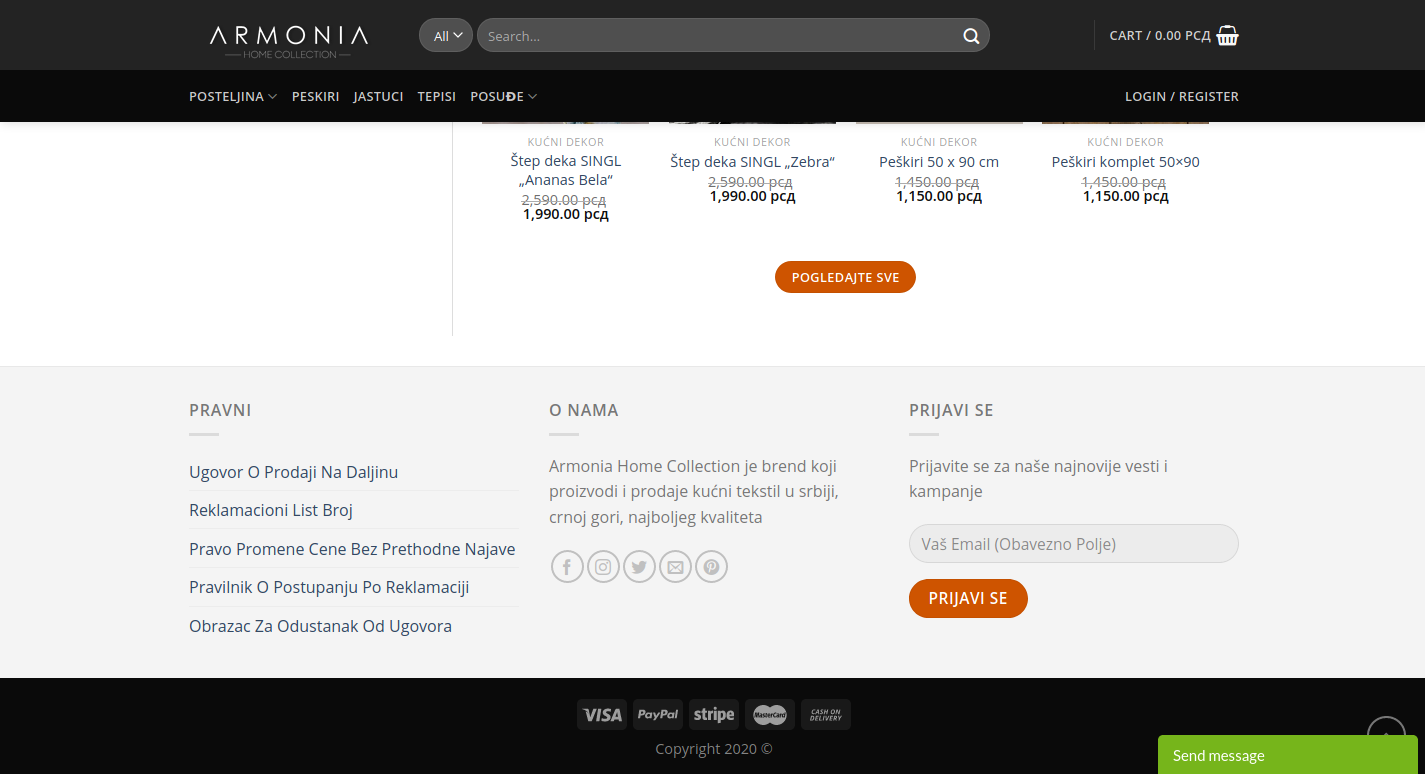 ARMONIA
HOME COLLECTION
All
Search...
CART / 0.00 РСД
POSTELJINA
PESKIRI
JASTUCI
TEPISI
POSUĐE
LOGIN / REGISTER
KUĆNI DEKOR
Štep deka SINGL
„Ananas Bela“
2,590.00 рсд
1,990.00 рсд
KUĆNI DEKOR
Štep deka SINGL „Zebra“
2,590.00 рсд
1,990.00 рсд
KUĆNI DEKOR
Peškiri 50 x 90 cm
1,450.00 рсд
1,150.00 рсд
KUĆNI DEKOR
Peškiri komplet 50×90
1,450.00 рсд
1,150.00 рсд
POGLEDAJTE SVE
PRAVNI
Ugovor O Prodaji Na Daljinu
Reklamacioni List Broj
Pravo Promene Cene Bez Prethodne Najave
Pravilnik O Postupanju Po Reklamaciji
Obrazac Za Odustanak Od Ugovora
O NAMA
Armonia Home Collection je brend koji
proizvodi i prodaje kućni tekstil u srbiji,
crnoj gori, najboljeg kvaliteta
PRIJAVI SE
Prijavite se za naše najnovije vesti i
kampanje
Vaš Email (Obavezno Polje)
PRIJAVI SE
VISA
PayPal
stripe
MasterCard
CASH ON
DELIVERY
Copyright 2020 ©
Send message